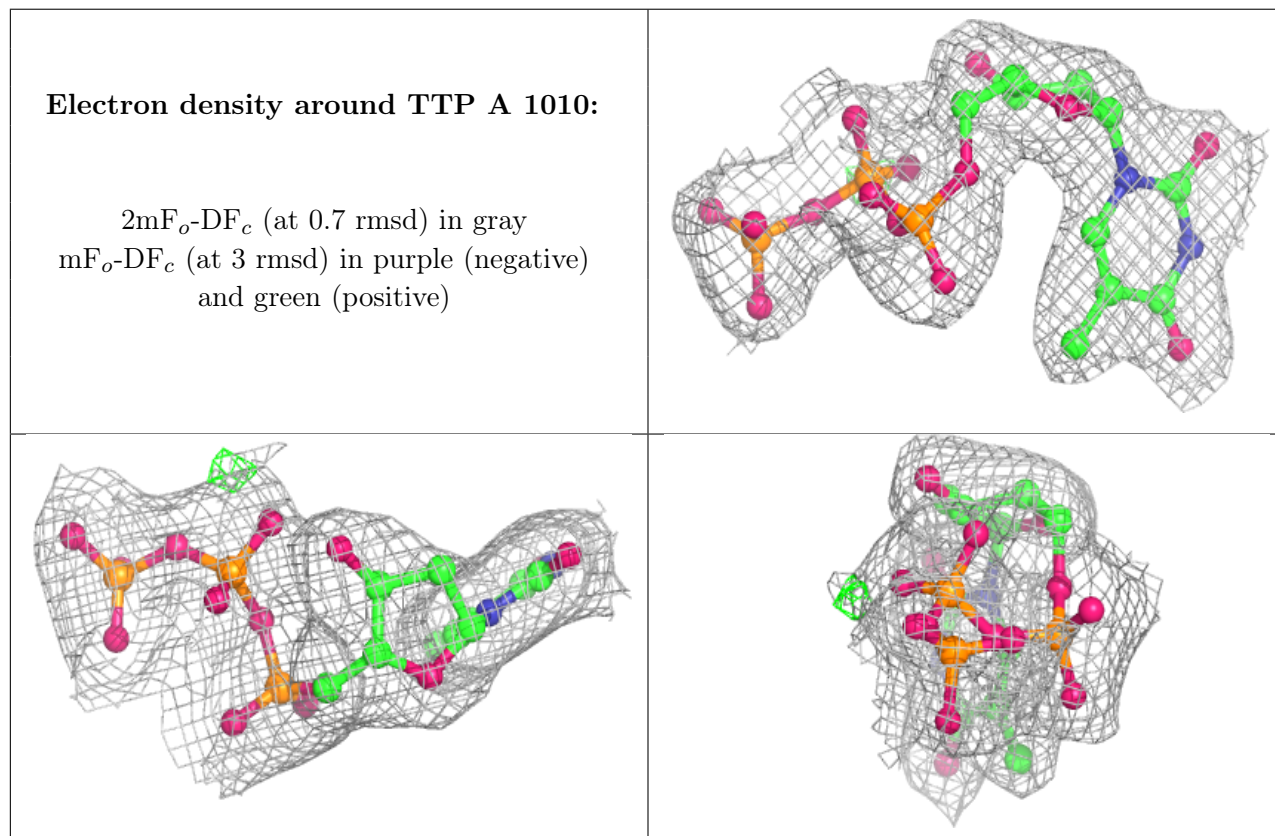 Electron density around TTP A 1010:
2mFo-DFc (at 0.7 rmsd) in gray
mFo-DFc (at 3 rmsd) in purple (negative)
and green (positive)